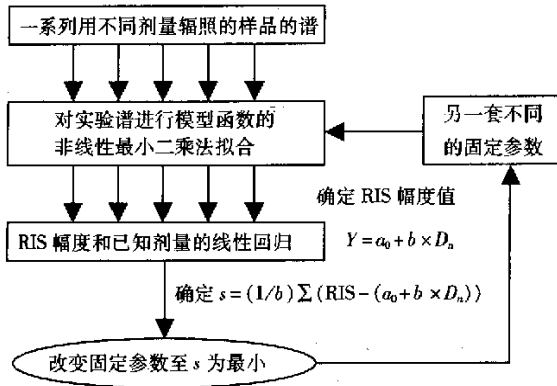 一系列用不同剂量辐照的样品的谱
对实验谱进行模型函数的
非线性最小二乘法拟合
另一套不同
的固定参数
确定 RIS 幅度值
RIS 幅度和已知剂量的线性回归
Y=a₀+b×Dₙ
确定 s=(1/b)∑(RIS-(a₀+b×Dₙ))
改变固定参数至 s 为最小